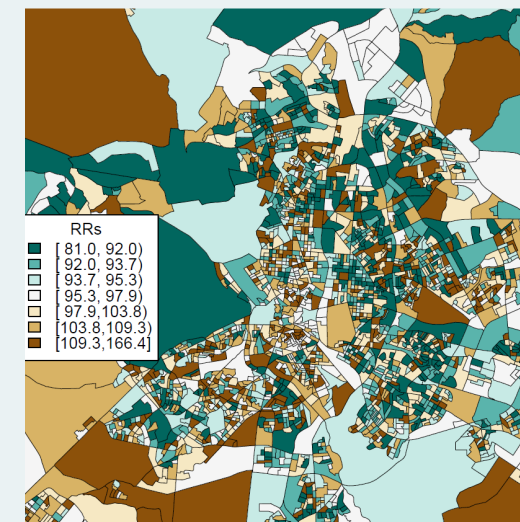 RRs
[ 81.0, 92.0)
[ 92.0, 93.7)
[ 93.7, 95.3)
[ 95.3, 97.9)
[ 97.9,103.8)
[103.8,109.3)
[109.3,166.4]